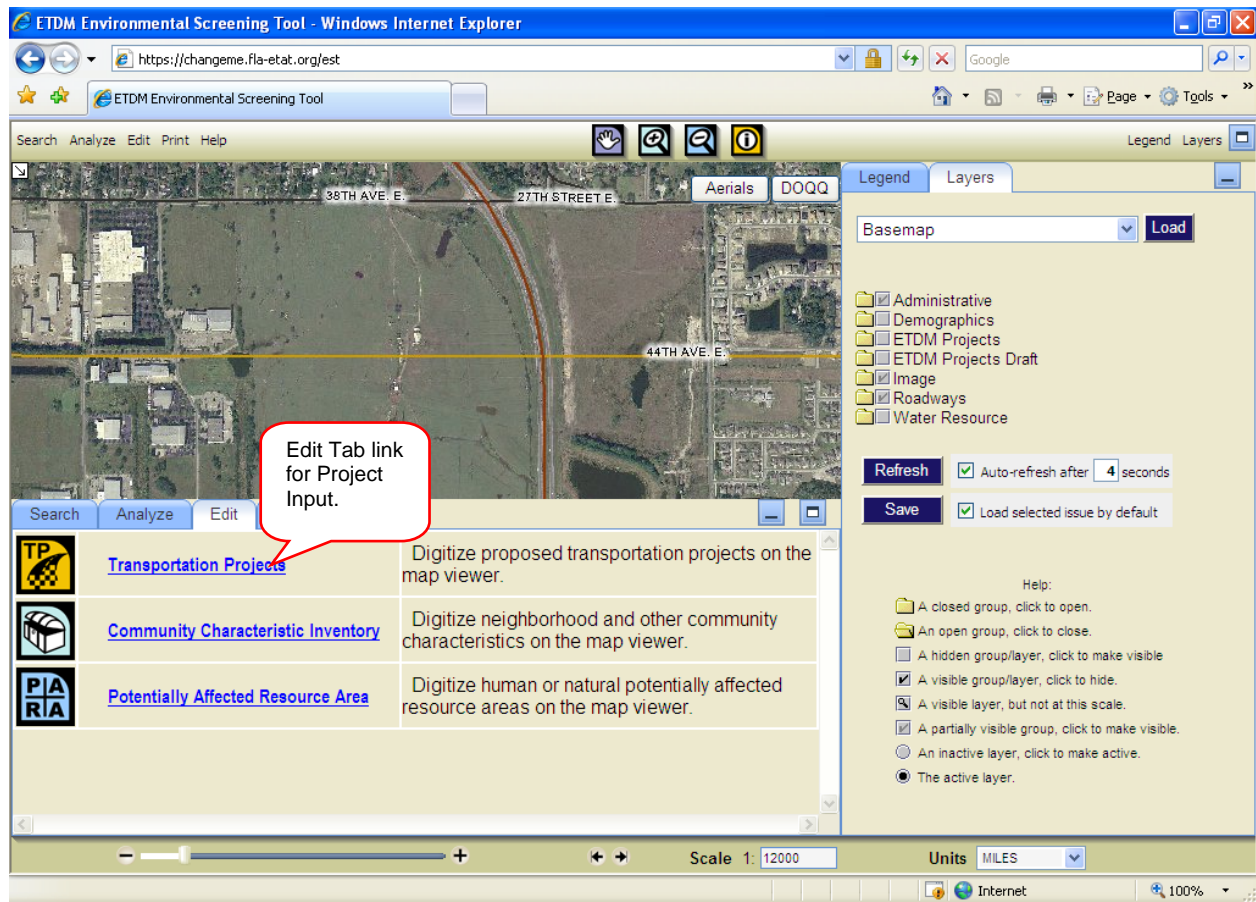 ETDM Environmental Screening Tool - Windows Internet Explorer
https://changeme.fla-etat.org/est
Google
ETDM Environmental Screening Tool
Page
Tools
»
Search Analyze Edit Print Help
Legend Layers
38TH AVE. E.
27TH STREET E.
Aerials
DOQQ
44TH AVE. E.
Edit Tab link
for Project
Input.
Search
Analyze
Edit
TP
Transportation Projects
Digitize proposed transportation projects on the
map viewer.
Community Characteristic Inventory
Digitize neighborhood and other community
characteristics on the map viewer.
PA
RA
Potentially Affected Resource Area
Digitize human or natural potentially affected
resource areas on the map viewer.
Legend
Layers
Basemap
Load
Administrative
Demographics
ETDM Projects
ETDM Projects Draft
Image
Roadways
Water Resource
Refresh
Auto-refresh after 4 seconds
Save
Load selected issue by default
Help:
A closed group, click to open.
An open group, click to close.
A hidden group/layer, click to make visible
A visible group/layer, click to hide.
A visible layer, but not at this scale.
A partially visible group, click to make visible.
An inactive layer, click to make active.
The active layer.
Scale 1: 12000
Units MILES
Internet
100%